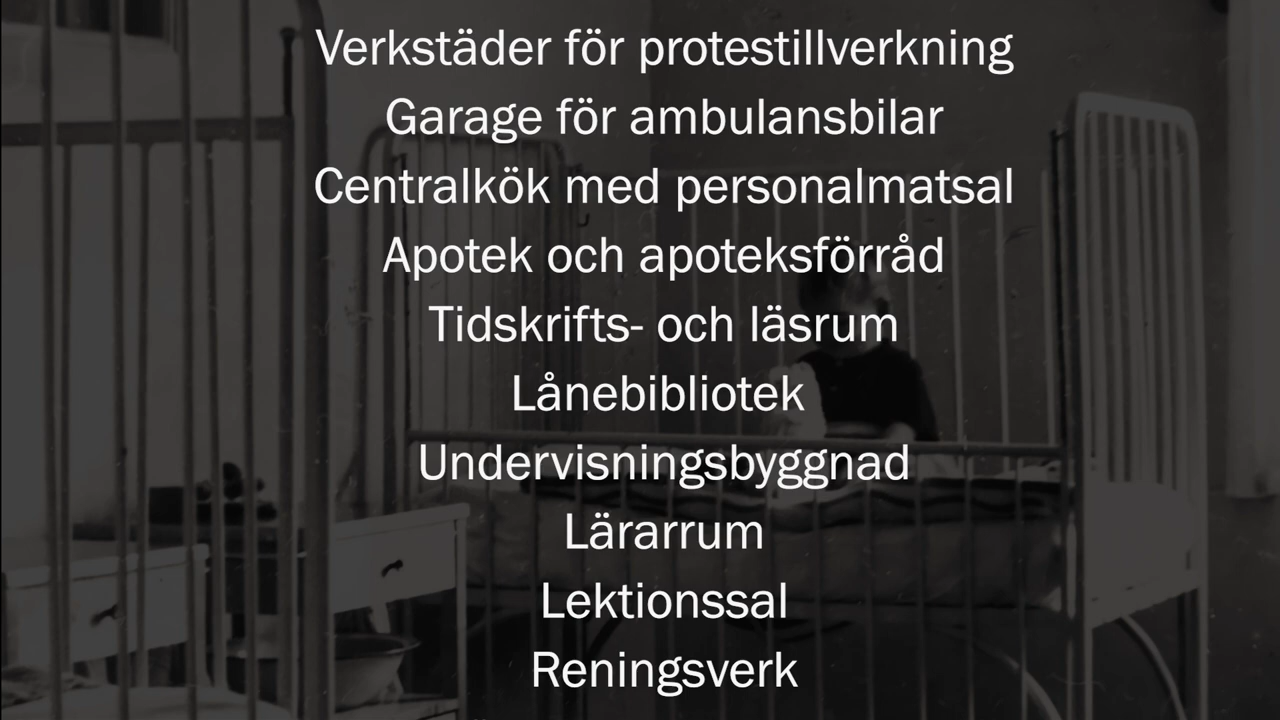 Verkstäder för protestillverkning
Garage för ambulansbilar
Centralkök med personalmatsal
Apotek och apoteksförråd
Tidskrifts- och läsrum
Lånebibliotek
Undervisningsbyggnad
Lärarrum
Lektionssal
Reningsverk